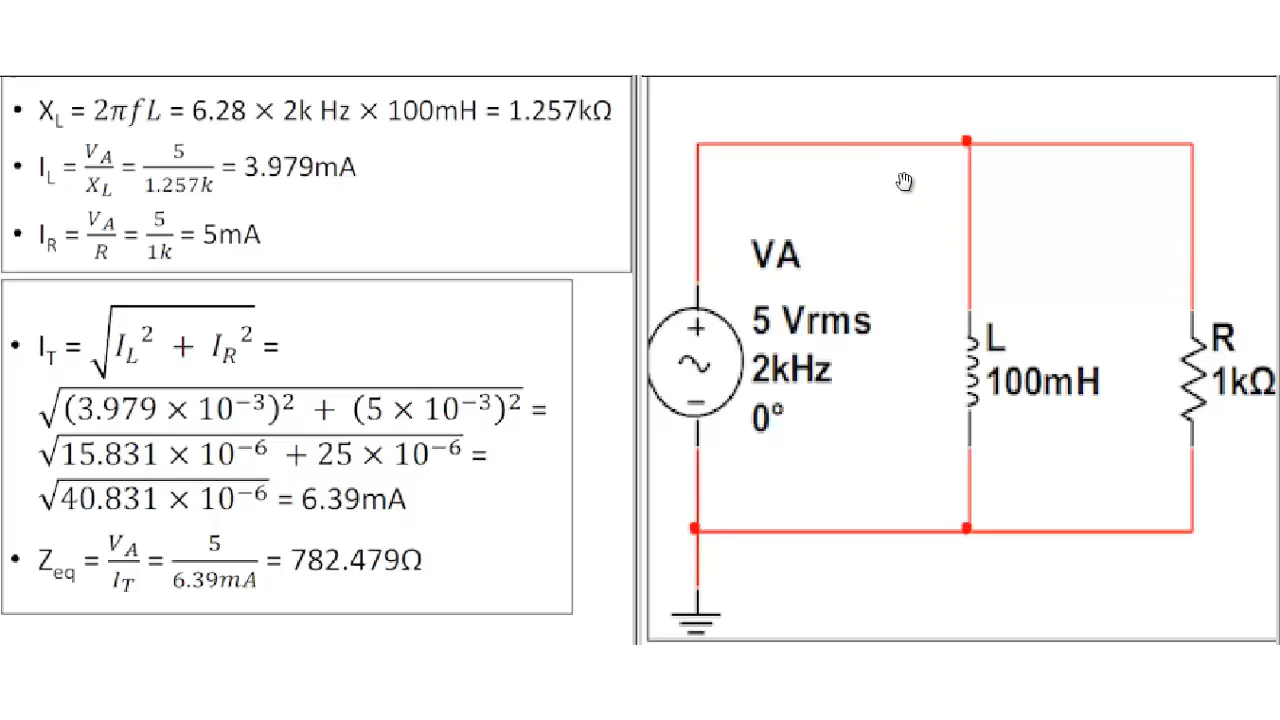 • X_L = 2πfL = 6.28 × 2k Hz × 100mH = 1.257kΩ
• I_L = V_A/X_L = 5/1.257k = 3.979mA
• I_R = V_A/R = 5/1k = 5mA
• I_T = √(I_L² + I_R²) =
√((3.979 × 10⁻³)² + (5 × 10⁻³)²) =
√(15.831 × 10⁻⁶ + 25 × 10⁻⁶) =
√(40.831 × 10⁻⁶) = 6.39mA
• Z_eq = V_A/I_T = 5/6.39mA = 782.479Ω
VA
5 Vrms
2kHz
0°
L
100mH
R
1kΩ